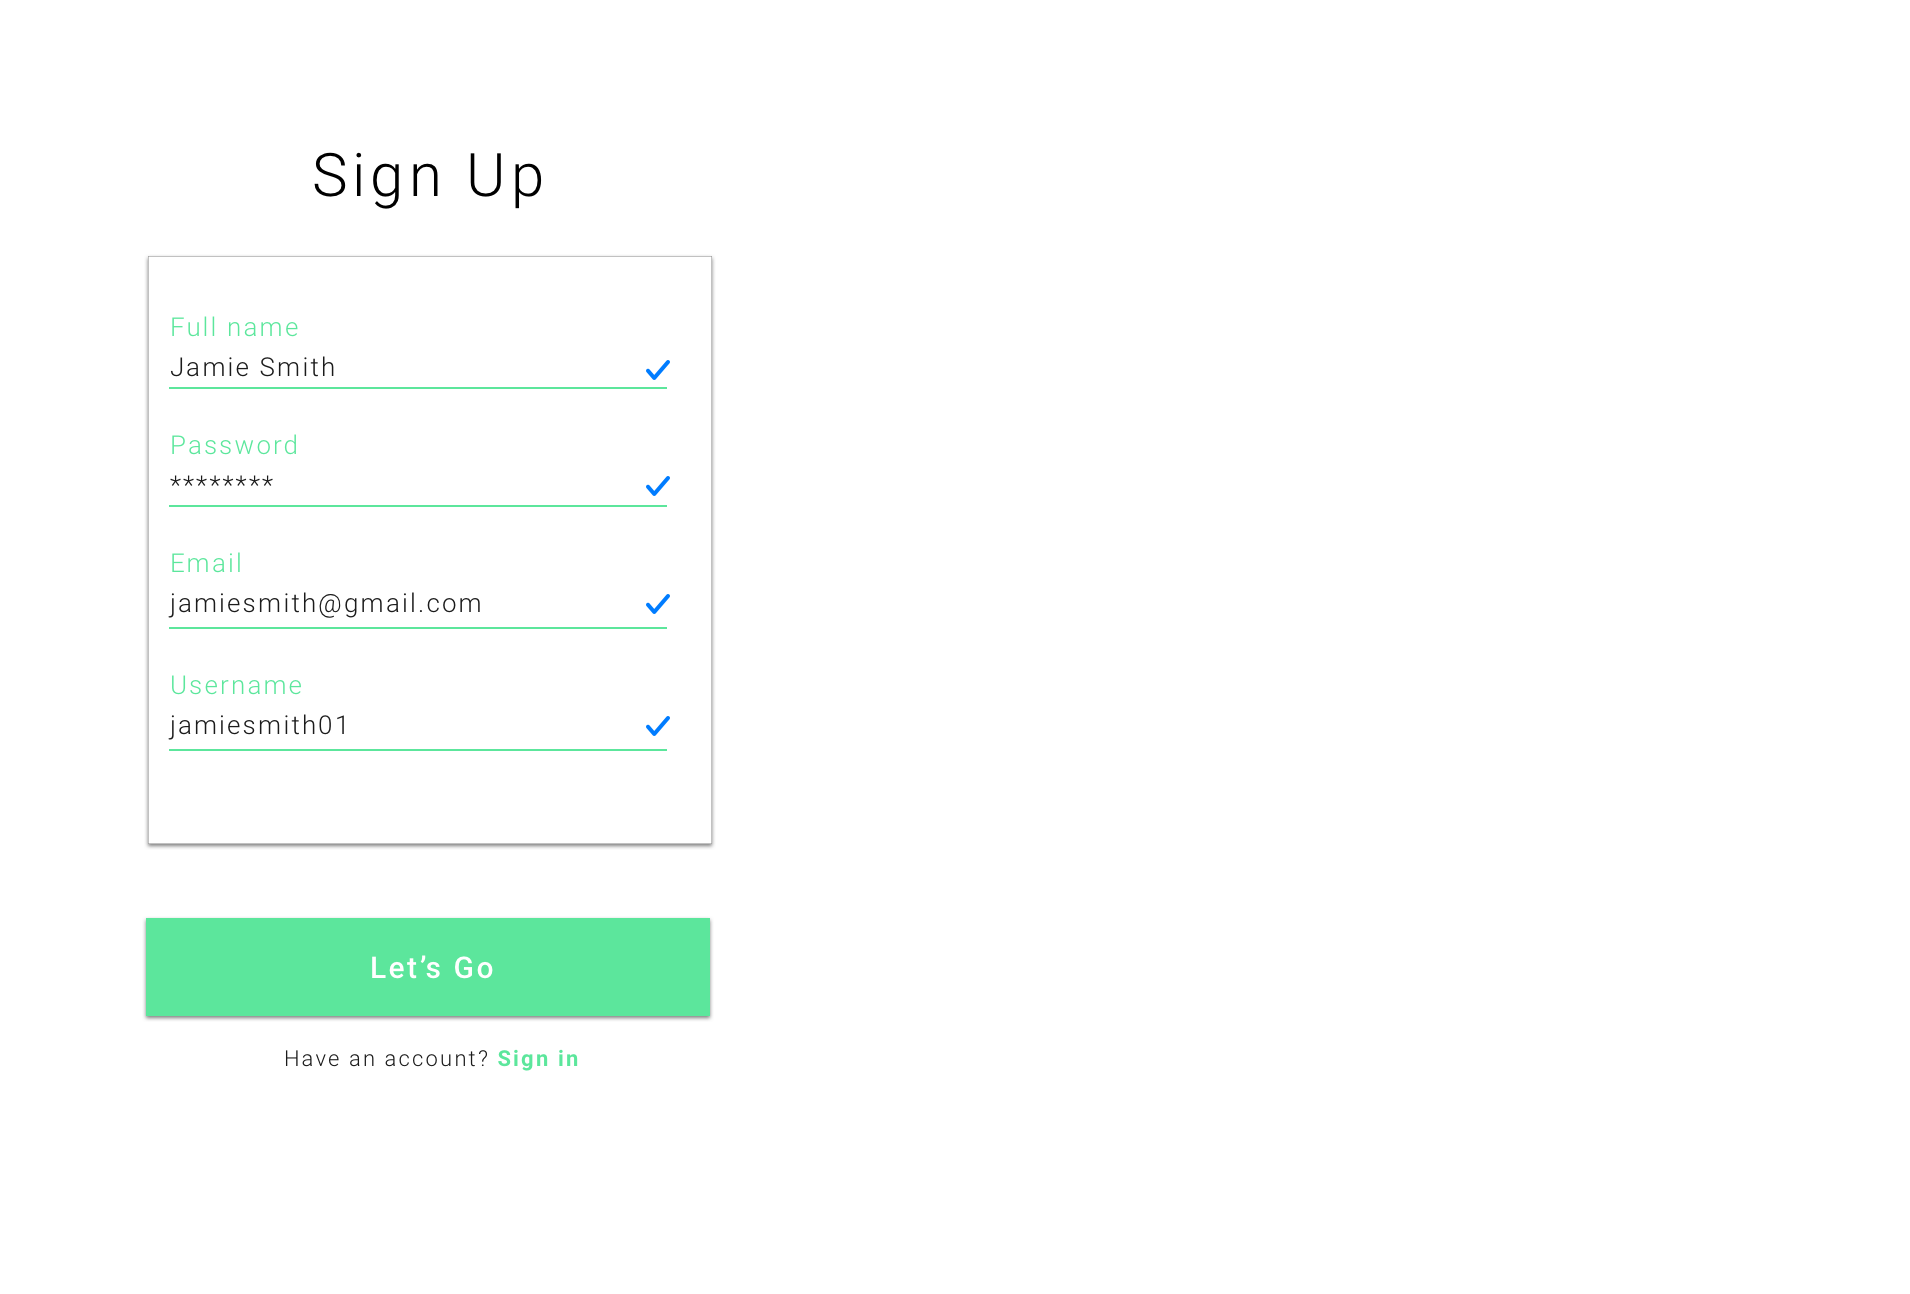 Sign Up
Full name
Jamie Smith
Password
********
Email
jamiesmith@gmail.com
Username
jamiesmith01
Let’s Go
Have an account? Sign in